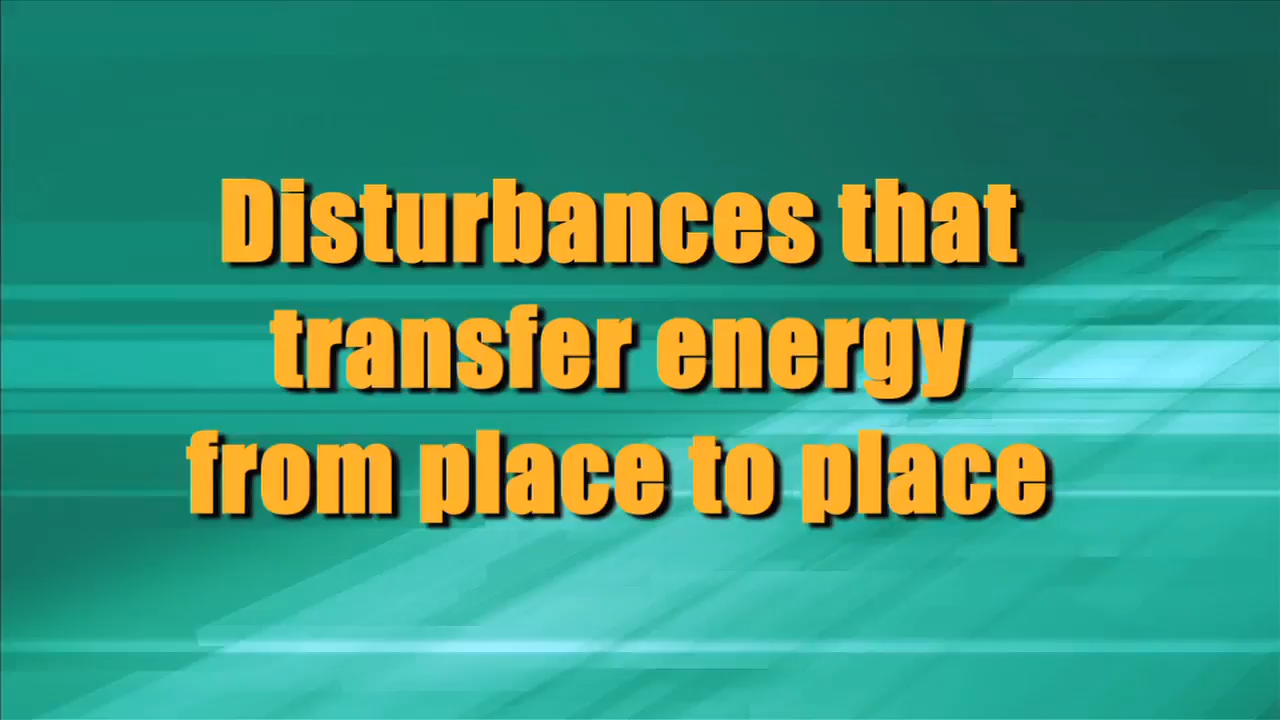 Disturbances that
transfer energy
from place to place